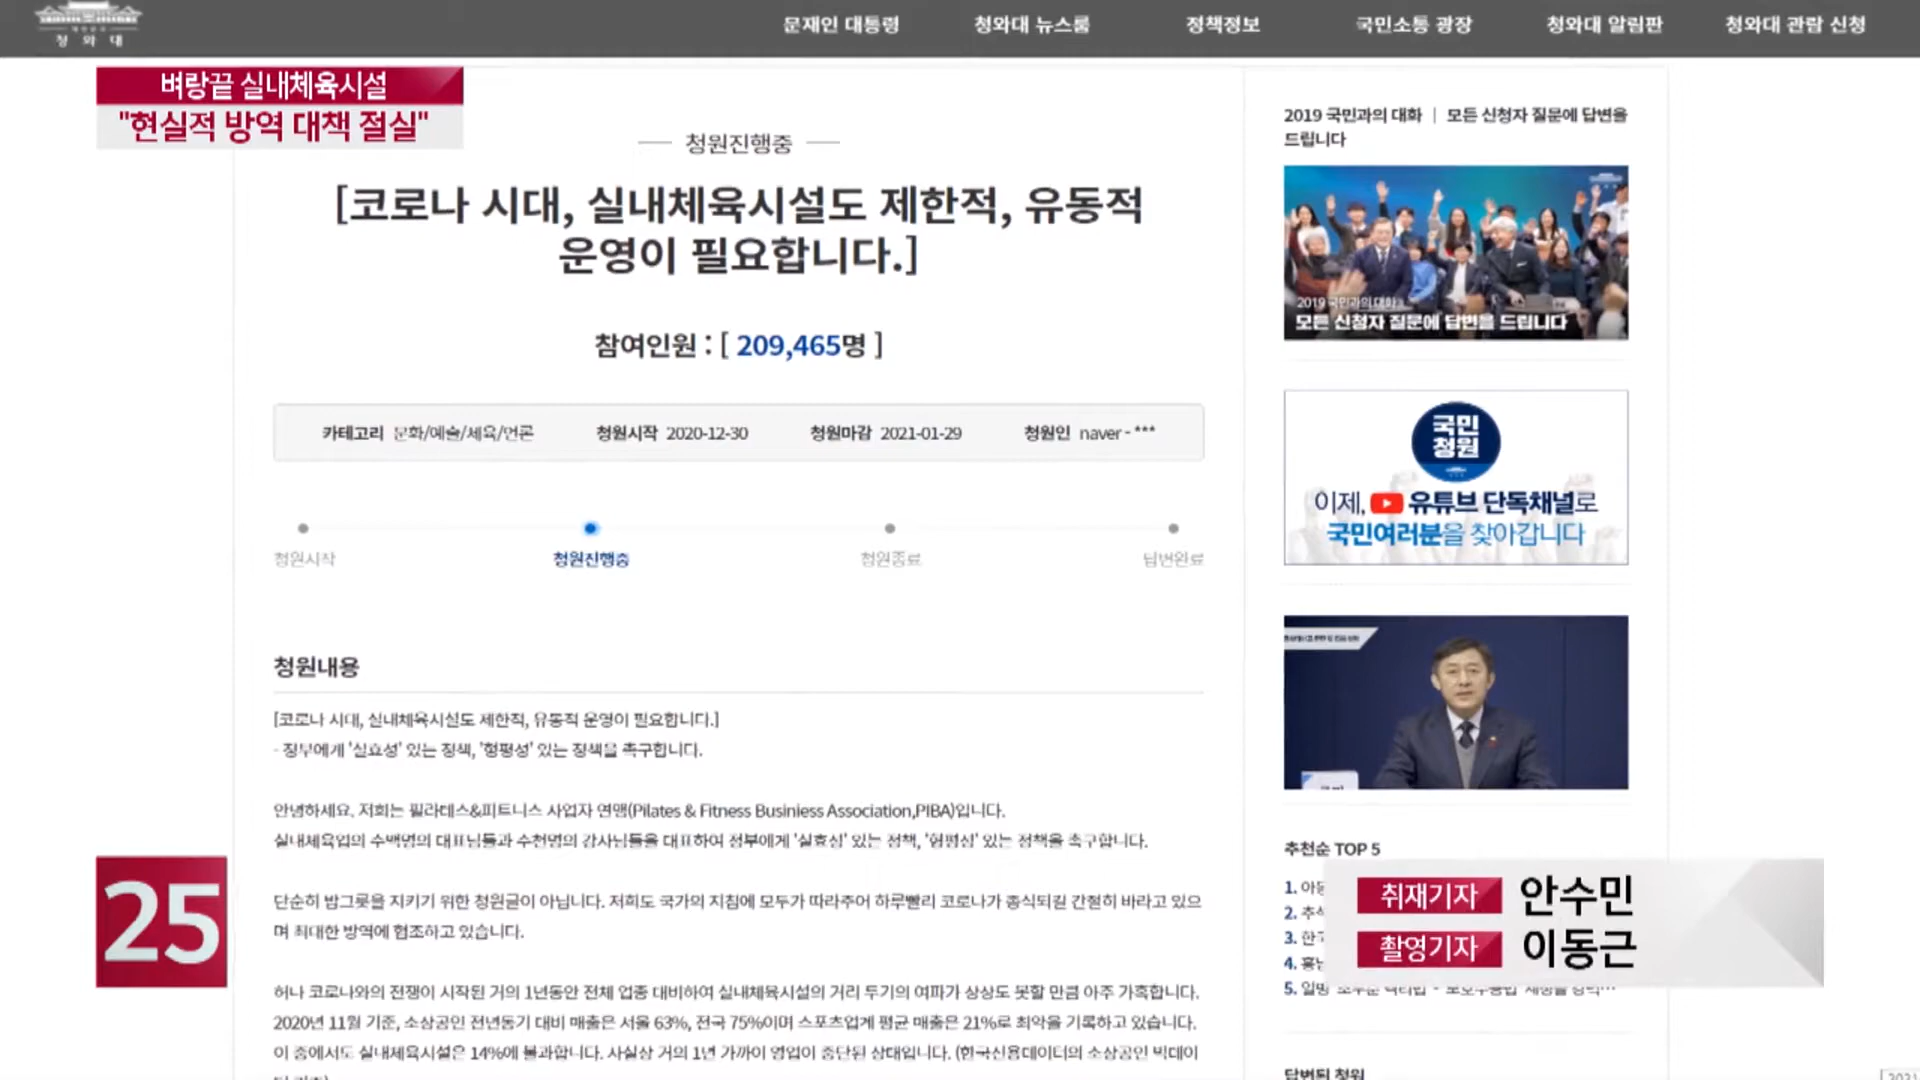 청 와 대
문재인 대통령
청와대 뉴스룸
정책정보
국민소통 광장
청와대 알림판
청와대 관람 신청
벼랑끝 실내체육시설
"현실적 방역 대책 절실"
청원진행중
[코로나 시대, 실내체육시설도 제한적, 유동적
운영이 필요합니다.]
참여인원 : [ 209,465명 ]
카테고리 문화/예술/체육/언론
청원시작 2020-12-30
청원마감 2021-01-29
청원인 naver - ***
청원시작
청원진행중
청원종료
답변완료
청원내용
[코로나 시대, 실내체육시설도 제한적, 유동적 운영이 필요합니다.]
- 정부에게 '실효성' 있는 정책, '형평성' 있는 정책을 촉구합니다.
안녕하세요. 저희는 필라테스&피트니스 사업자 연맹(Pilates & Fitness Businiess Association,PIBA)입니다.
실내체육업의 수백명의 대표님들과 수천명의 강사님들을 대표하여 정부에게 '실효성' 있는 정책, '형평성' 있는 정책을 촉구합니다.
단순히 밥그릇을 지키기 위한 청원글이 아닙니다. 저희도 국가의 지침에 모두가 따라주어 하루빨리 코로나가 종식되길 간절히 바라고 있으
며 최대한 방역에 협조하고 있습니다.
허나 코로나와의 전쟁이 시작된 거의 1년동안 전체 업종 대비하여 실내체육시설의 거리 두기의 여파가 상상도 못할 만큼 아주 가혹합니다.
2020년 11월 기준, 소상공인 전년동기 대비 매출은 서울 63%, 전국 75%이며 스포츠업계 평균 매출은 21%로 최악을 기록하고 있습니다.
이 중에서도 실내체육시설은 14%에 불과합니다. 사실상 거의 1년 가까이 영업이 중단된 상태입니다. (한국신용데이터의 소상공인 빅데이
2019 국민과의 대화 | 모든 신청자 질문에 답변을
드립니다
2019 국민과의 대화
모든 신청자 질문에 답변을 드립니다
국민
청원
이제, 유튜브 단독채널로
국민여러분을 찾아갑니다
추천순 TOP 5
1. 아동
2. 추
3. 한국
4.
5.
답변된 청원
25
취재기자 안수민
촬영기자 이동근